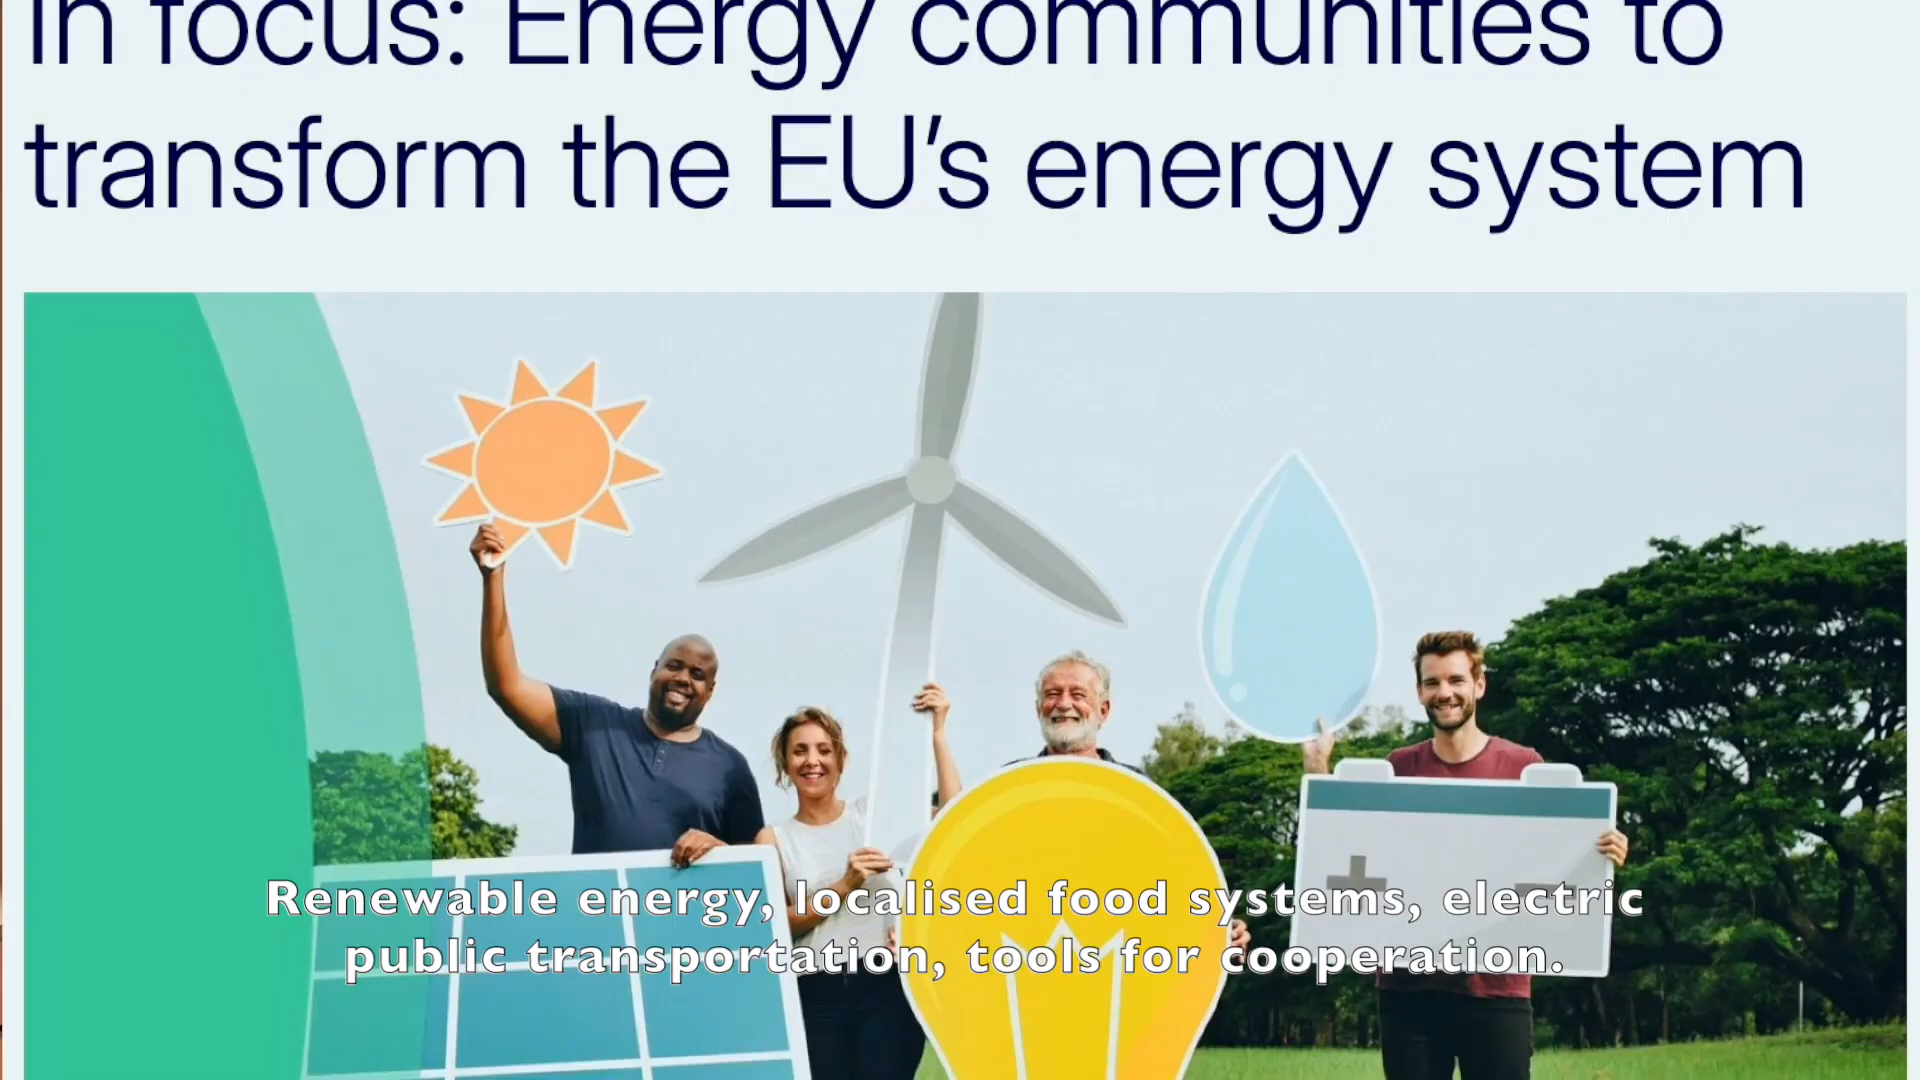 In focus: Energy communities to
transform the EU's energy system
Renewable energy, localised food systems, electric
public transportation, tools for cooperation.